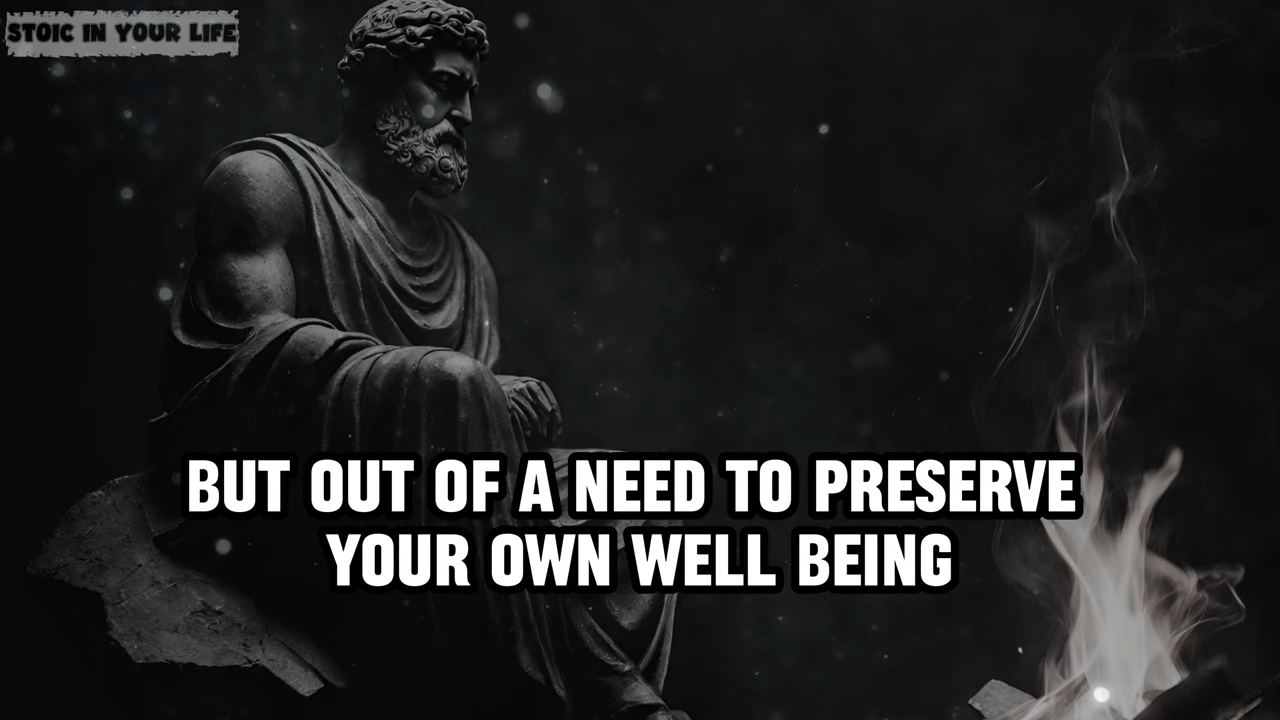 STOIC IN YOUR LIFE
BUT OUT OF A NEED TO PRESERVE
YOUR OWN WELL BEING